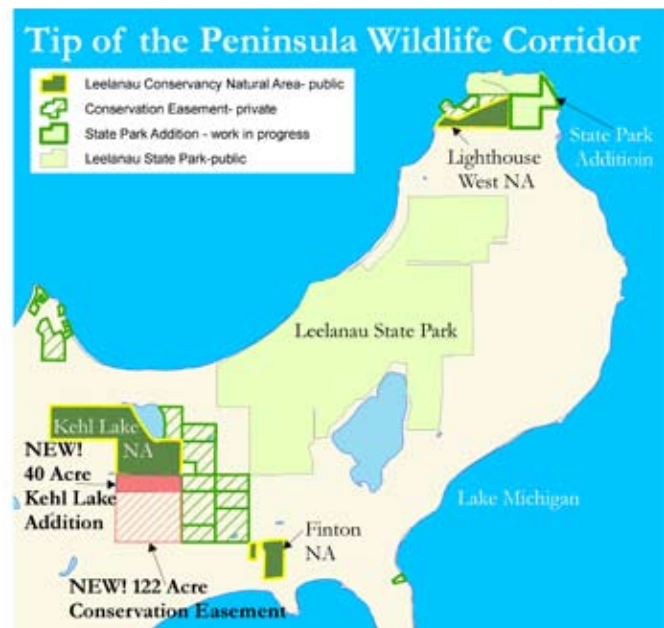 Tip of the Peninsula Wildlife Corridor
Leelanau Conservancy Natural Area- public
Conservation Easement- private
State Park Addition - work in progress
Leelanau State Park-public
State Park
Additioin
Lighthouse
West NA
Leelanau State Park
Kehl Lake
NA
NEW!
40 Acre
Kehl Lake
Addition
Lake Michigan
Finton
NA
NEW! 122 Acre
Conservation Easement